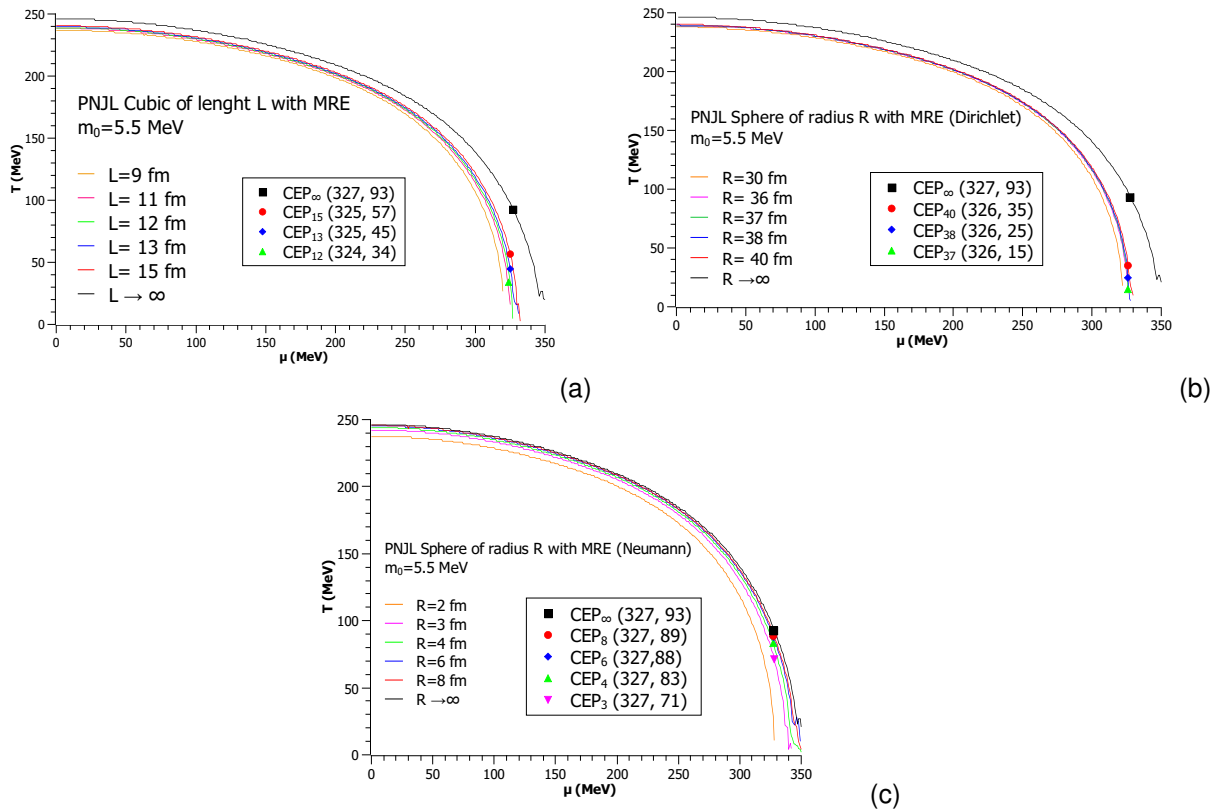 250
200
150
100
50
0
T (MeV)
PNJL Cubic of lenght L with MRE
m₀=5.5 MeV
L=9 fm
L= 11 fm
L= 12 fm
L= 13 fm
L= 15 fm
L → ∞
CEP∞ (327, 93)
CEP₁₅ (325, 57)
CEP₁₃ (325, 45)
CEP₁₂ (324, 34)
0 50 100 150 200 250 300 350
μ (MeV)
(a)
250
200
150
100
50
0
T (MeV)
PNJL Sphere of radius R with MRE (Dirichlet)
m₀=5.5 MeV
R=30 fm
R= 36 fm
R=37 fm
R=38 fm
R= 40 fm
R →∞
CEP∞ (327, 93)
CEP₄₀ (326, 35)
CEP₃₈ (326, 25)
CEP₃₇ (326, 15)
0 50 100 150 200 250 300 350
μ (MeV)
(b)
250
200
150
100
50
0
T (MeV)
PNJL Sphere of radius R with MRE (Neumann)
m₀=5.5 MeV
R=2 fm
R=3 fm
R=4 fm
R=6 fm
R=8 fm
R →∞
CEP∞ (327, 93)
CEP₈ (327, 89)
CEP₆ (327,88)
CEP₄ (327, 83)
CEP₃ (327, 71)
0 50 100 150 200 250 300 350
μ (MeV)
(c)